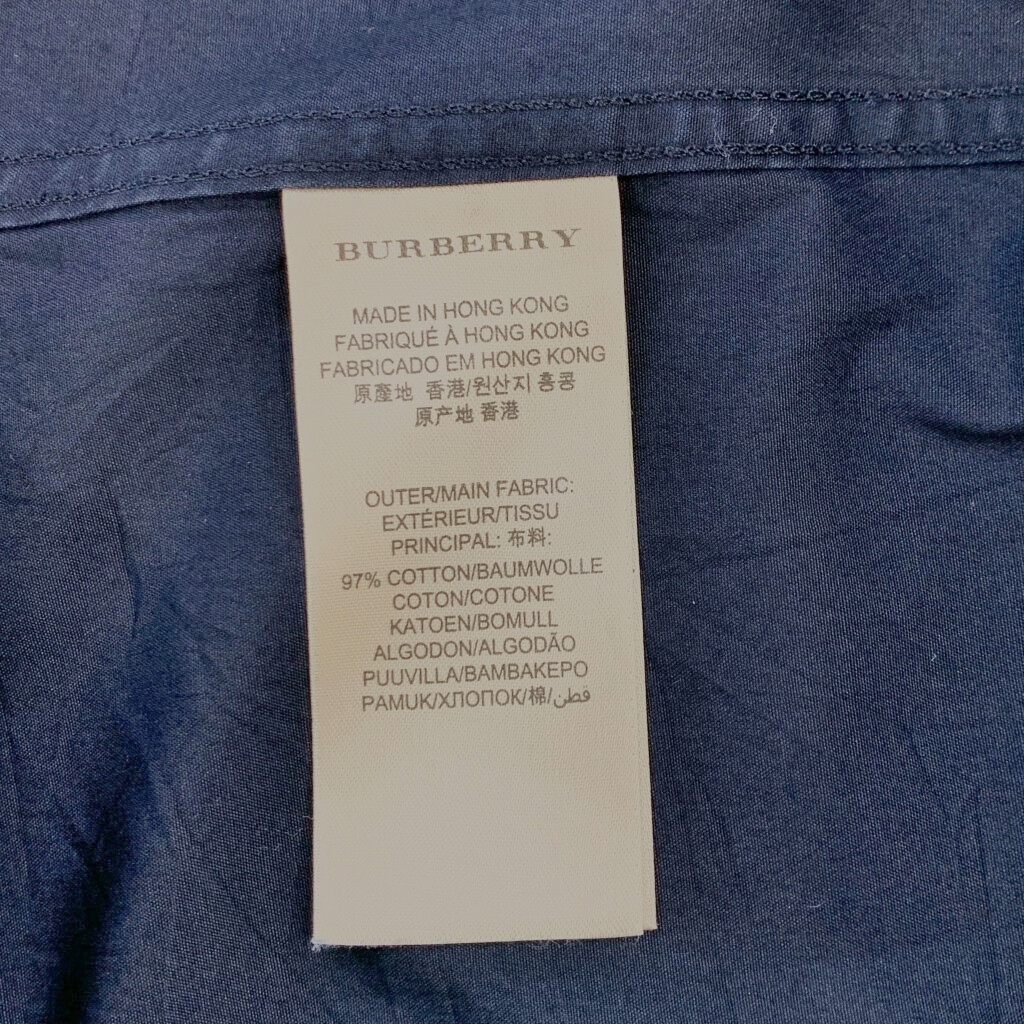 BURBERRY
MADE IN HONG KONG
FABRIQUÉ À HONG KONG
FABRICADO EM HONG KONG
原產地 香港/원산지 홍콩
原产地 香港
OUTER/MAIN FABRIC:
EXTÉRIEUR/TISSU
PRINCIPAL: 布料:
97% COTTON/BAUMWOLLE
COTON/COTONE
KATOEN/BOMULL
ALGODON/ALGODÃO
PUUVILLA/ΒΑΜΒΑΚΕΡΟ
PAMUK/ХЛОПОК/棉/قطن